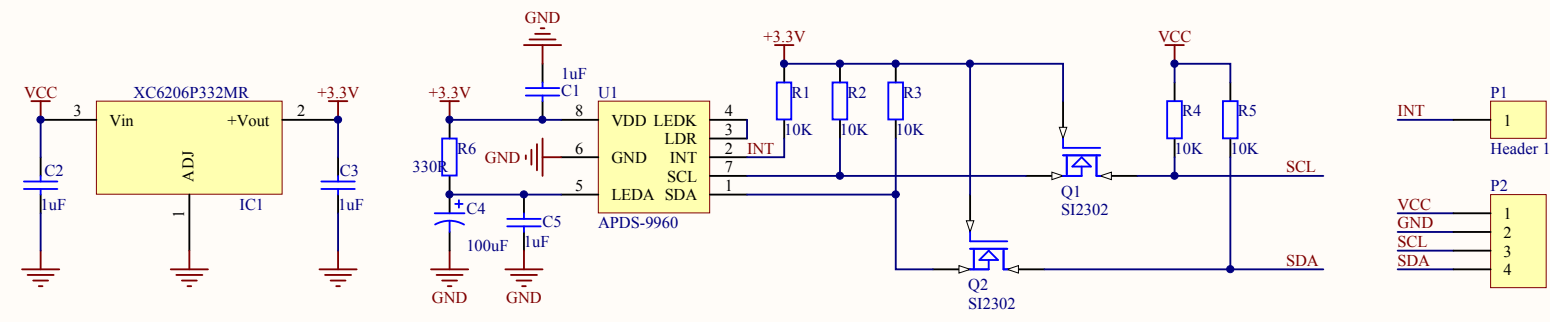 VCC
3
XC6206P332MR
Vin
+Vout
ADJ
1
2
+3.3V
IC1
C2
1uF
C3
1uF
GND
1uF
C1
+3.3V
R6
330R
GND
C4
100uF
C5
1uF
GND
GND
U1
8
VDD
LEDK
4
LDR
3
6
GND
INT
2
INT
SCL
7
5
LEDA
SDA
1
APDS-9960
+3.3V
R1
10K
R2
10K
R3
10K
Q1
SI2302
Q2
SI2302
VCC
R4
10K
R5
10K
SCL
SDA
P1
INT
1
Header 1
P2
VCC
1
GND
2
SCL
3
SDA
4